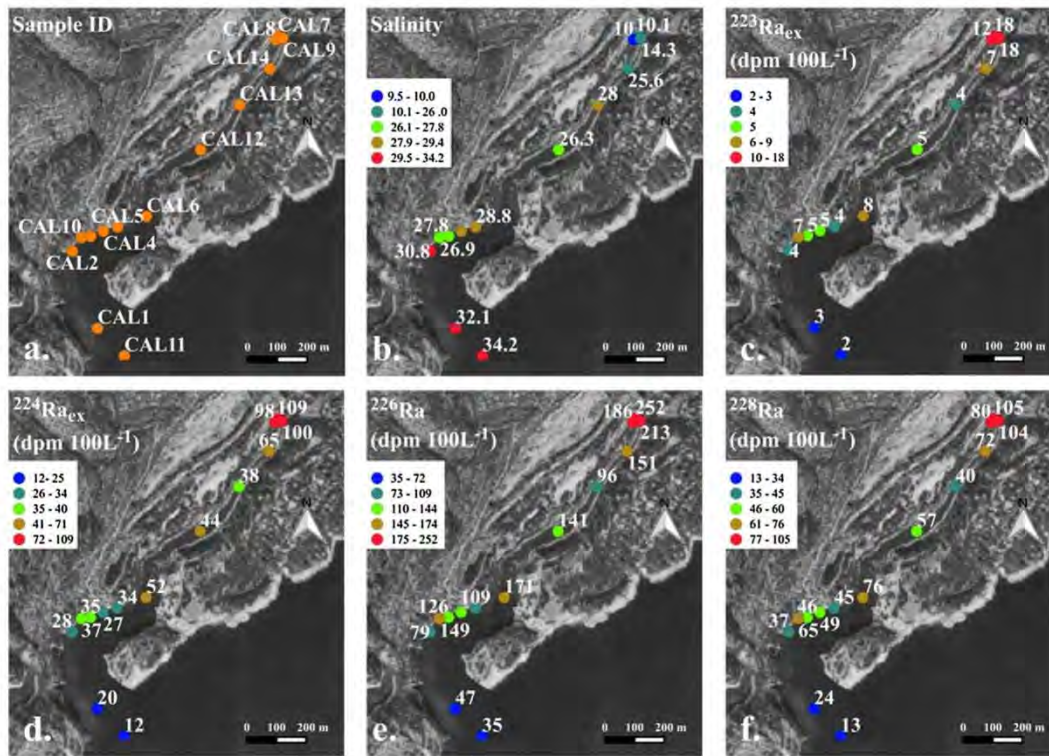 Sample ID
CAL8 CAL7
CAL9
CAL14
CAL13
CAL12
CAL6
CAL10 CAL5
CAL4
CAL2
CAL1
CAL11
N
a.
0 100 200 m
Salinity
9.5 - 10.0
10.1 - 26.0
26.1 - 27.8
27.9 - 29.4
29.5 - 34.2
10 10.1
14.3
25.6
28
26.3
28.8
27.8
26.9
30.8
32.1
34.2
N
b.
0 100 200 m
²²³Raₑₓ
(dpm 100L⁻¹)
2 - 3
4
5
6 - 9
10 - 18
12 18
18
7
4
5
8
7 5 5 4
4
3
2
N
c.
0 100 200 m
²²⁴Raₑₓ
(dpm 100L⁻¹)
12- 25
26 - 34
35 - 40
41 - 71
72 - 109
98 109
100
65
38
44
52
35 34
28 37 27
20
12
N
d.
0 100 200 m
²²⁶Ra
(dpm 100L⁻¹)
35 - 72
73 - 109
110 - 144
145 - 174
175 - 252
186 252
213
151
96
141
171
126 109
79 149
47
35
N
e.
0 100 200 m
²²⁸Ra
(dpm 100L⁻¹)
13 - 34
35 - 45
46 - 60
61 - 76
77 - 105
80 105
104
72
40
57
76
46 45
37 65 49
24
13
N
f.
0 100 200 m